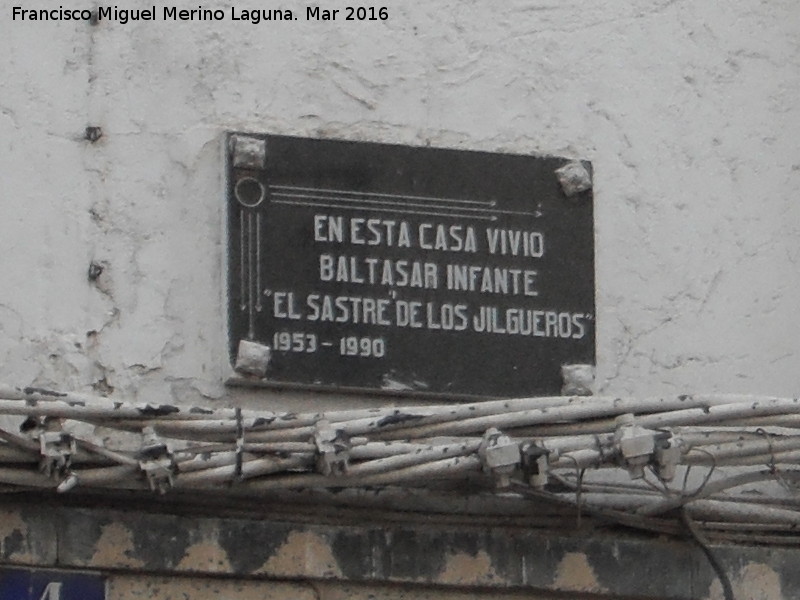 Francisco Miguel Merino Laguna. Mar 2016
EN ESTA CASA VIVIO
BALTASAR INFANTE
"EL SASTRE" DE LOS JILGUEROS"
1953 - 1990